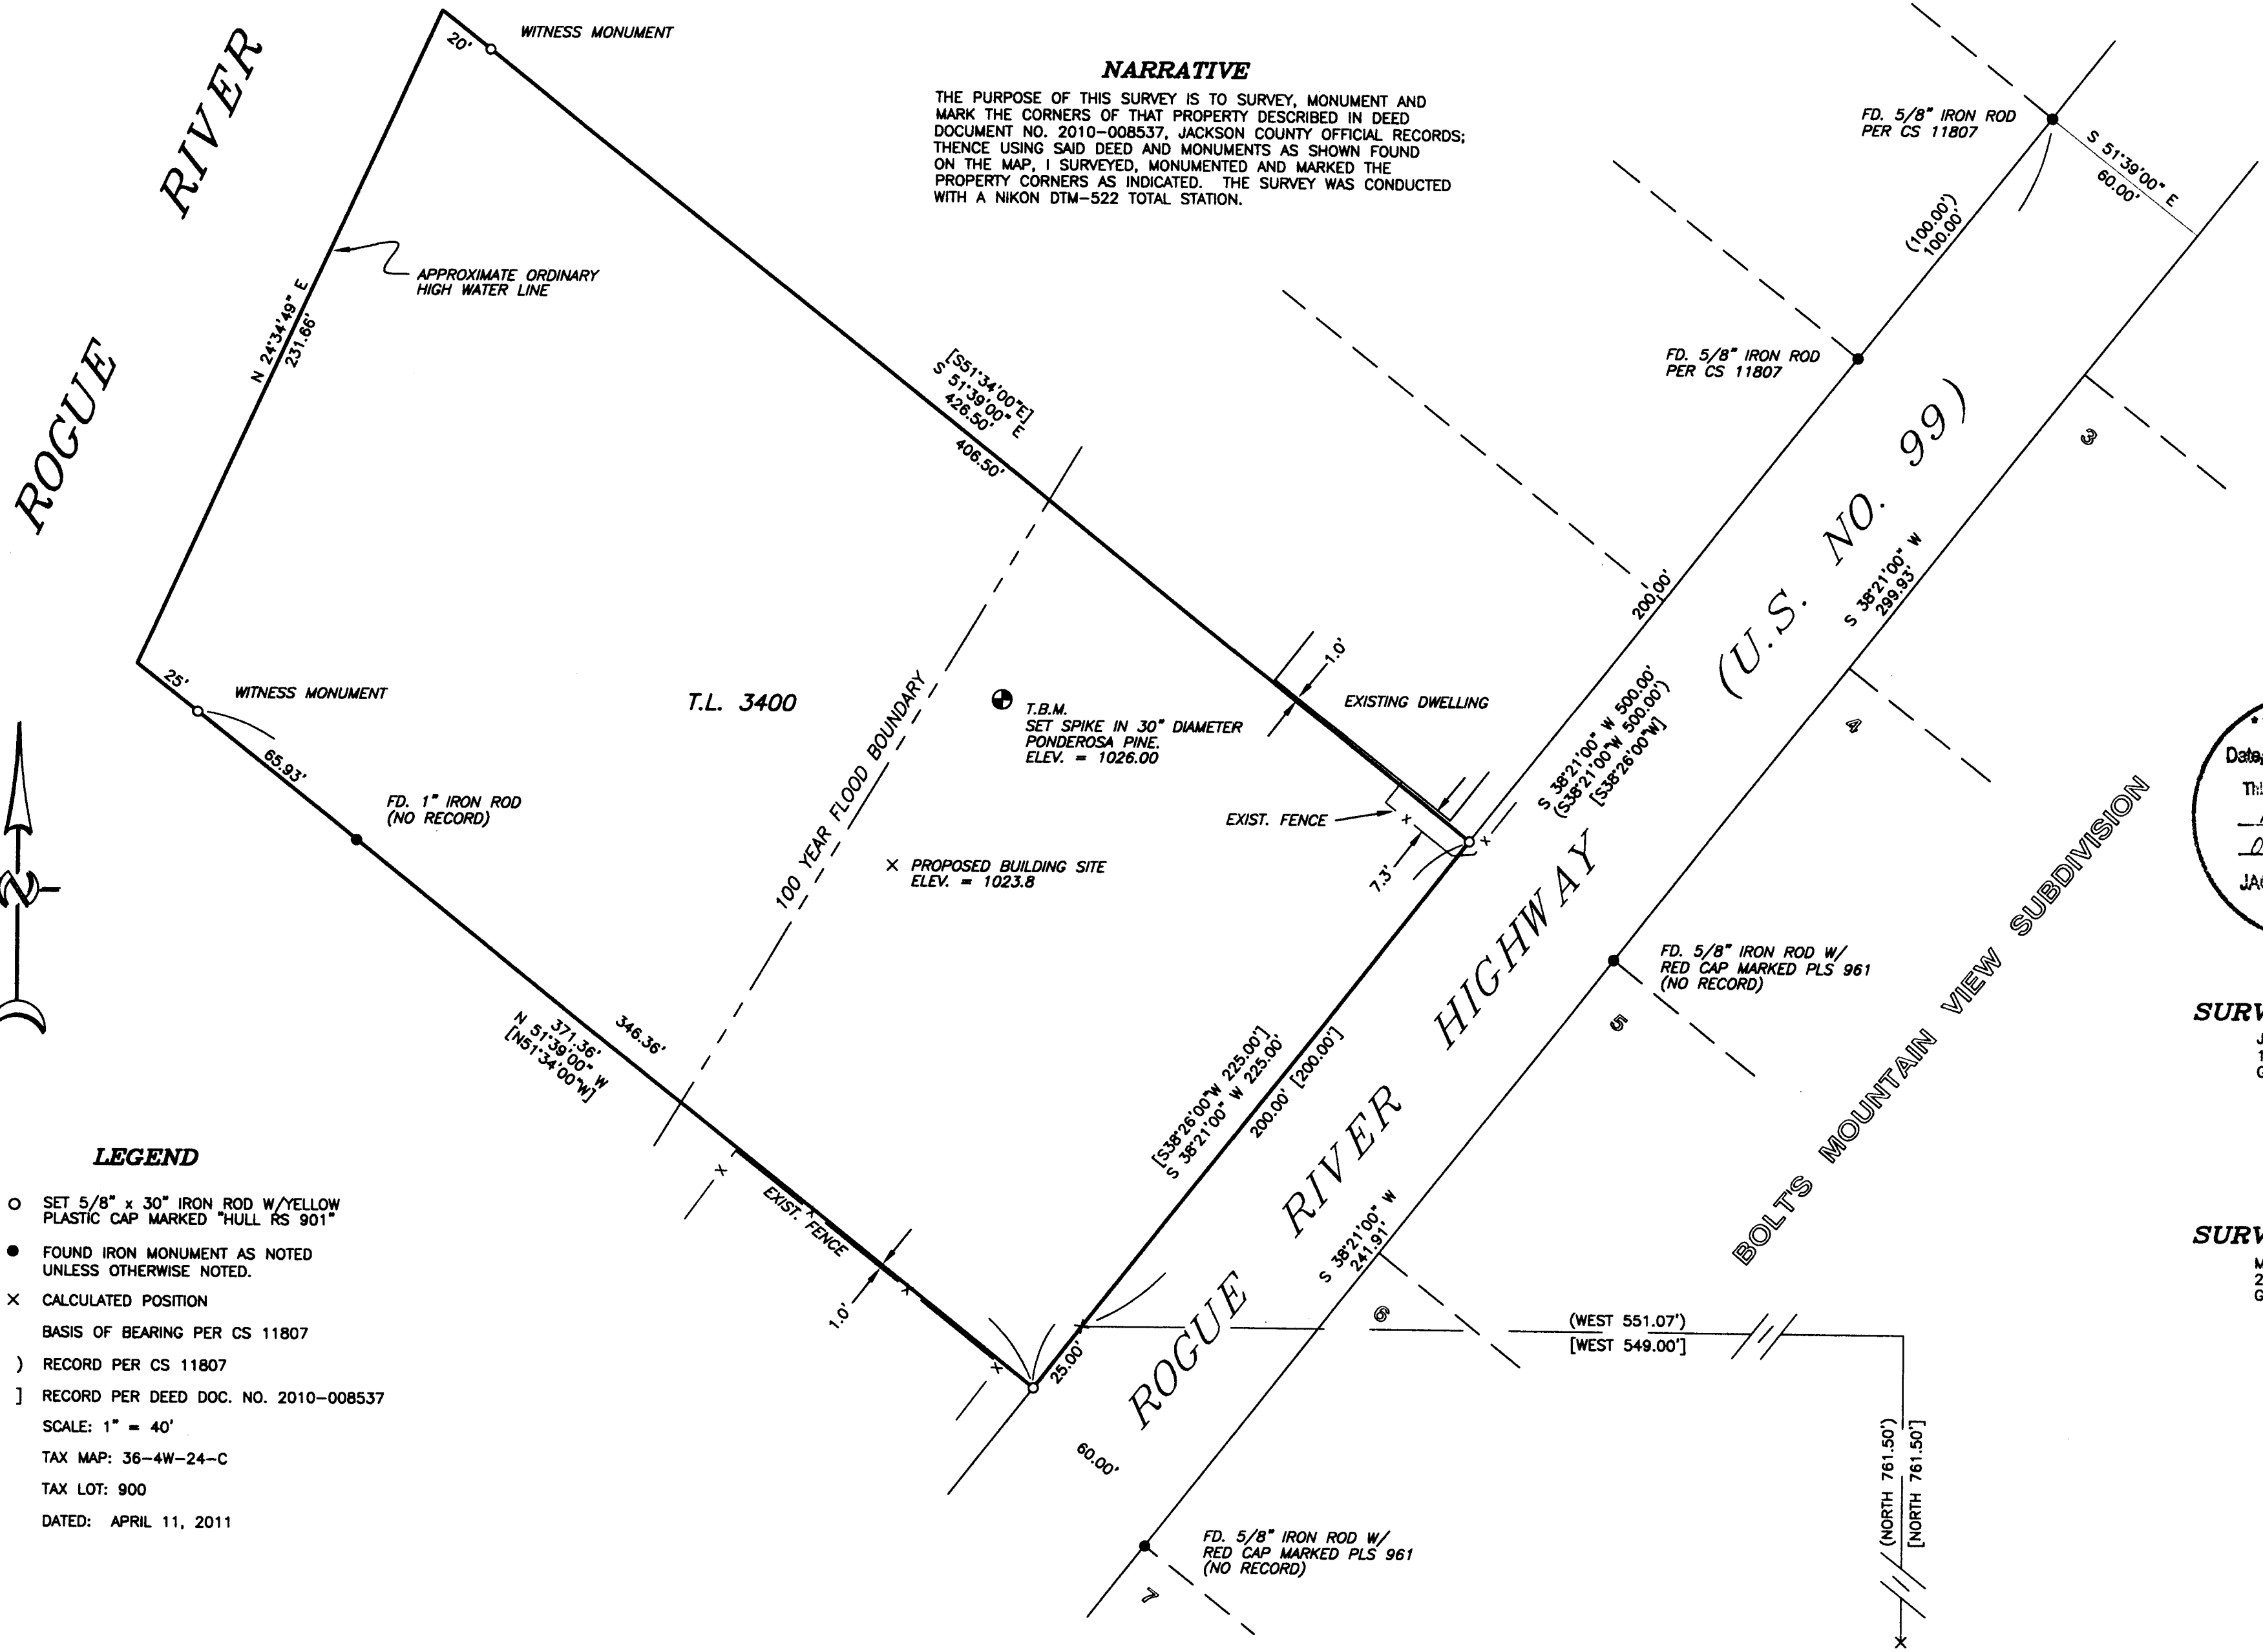 ROGUE RIVER
20'
WITNESS MONUMENT
NARRATIVE
THE PURPOSE OF THIS SURVEY IS TO SURVEY, MONUMENT AND
MARK THE CORNERS OF THAT PROPERTY DESCRIBED IN DEED
DOCUMENT NO. 2010-008537, JACKSON COUNTY OFFICIAL RECORDS;
THENCE USING SAID DEED AND MONUMENTS AS SHOWN FOUND
ON THE MAP, I SURVEYED, MONUMENTED AND MARKED THE
PROPERTY CORNERS AS INDICATED. THE SURVEY WAS CONDUCTED
WITH A NIKON DTM-522 TOTAL STATION.
FD. 5/8" IRON ROD
PER CS 11807
S 51°39'00" E
60.00'
(100.00')
100.00'
APPROXIMATE ORDINARY
HIGH WATER LINE
N 24°34'49" E
231.66'
[S51°34'00"E]
S 51°39'00" E
426.50'
406.50'
FD. 5/8" IRON ROD
PER CS 11807
3
(U.S. NO. 99)
S 38°21'00" W
299.93'
200.00'
25'
WITNESS MONUMENT
T.L. 3400
100 YEAR FLOOD BOUNDARY
T.B.M.
SET SPIKE IN 30" DIAMETER
PONDEROSA PINE.
ELEV. = 1026.00
1.0'
EXISTING DWELLING
S 38°21'00" W 500.00'
(S38°21'00"W 500.00')
[S38°26'00"W]
4
65.93'
FD. 1" IRON ROD
(NO RECORD)
EXIST. FENCE
7.3'
X PROPOSED BUILDING SITE
ELEV. = 1023.8
Date
JA
FD. 5/8" IRON ROD W/
RED CAP MARKED PLS 961
(NO RECORD)
5
BOLT'S MOUNTAIN VIEW SUBDIVISION
SURV
346.36'
371.36'
N 51°39'00" W
[N51°34'00"W]
[S38°26'00"W 225.00']
S 38°21'00" W 225.00'
200.00' [200.00']
ROGUE RIVER HIGHWAY
S 38°21'00" W
241.91'
6
EXIST. FENCE
1.0'
25.00'
60.00'
(WEST 551.07')
[WEST 549.00']
SURV
(NORTH 761.50')
[NORTH 761.50']
FD. 5/8" IRON ROD W/
RED CAP MARKED PLS 961
(NO RECORD)
7
LEGEND
SET 5/8" x 30" IRON ROD W/YELLOW
PLASTIC CAP MARKED "HULL RS 901"
FOUND IRON MONUMENT AS NOTED
UNLESS OTHERWISE NOTED.
X CALCULATED POSITION
BASIS OF BEARING PER CS 11807
) RECORD PER CS 11807
] RECORD PER DEED DOC. NO. 2010-008537
SCALE: 1" = 40'
TAX MAP: 36-4W-24-C
TAX LOT: 900
DATED: APRIL 11, 2011